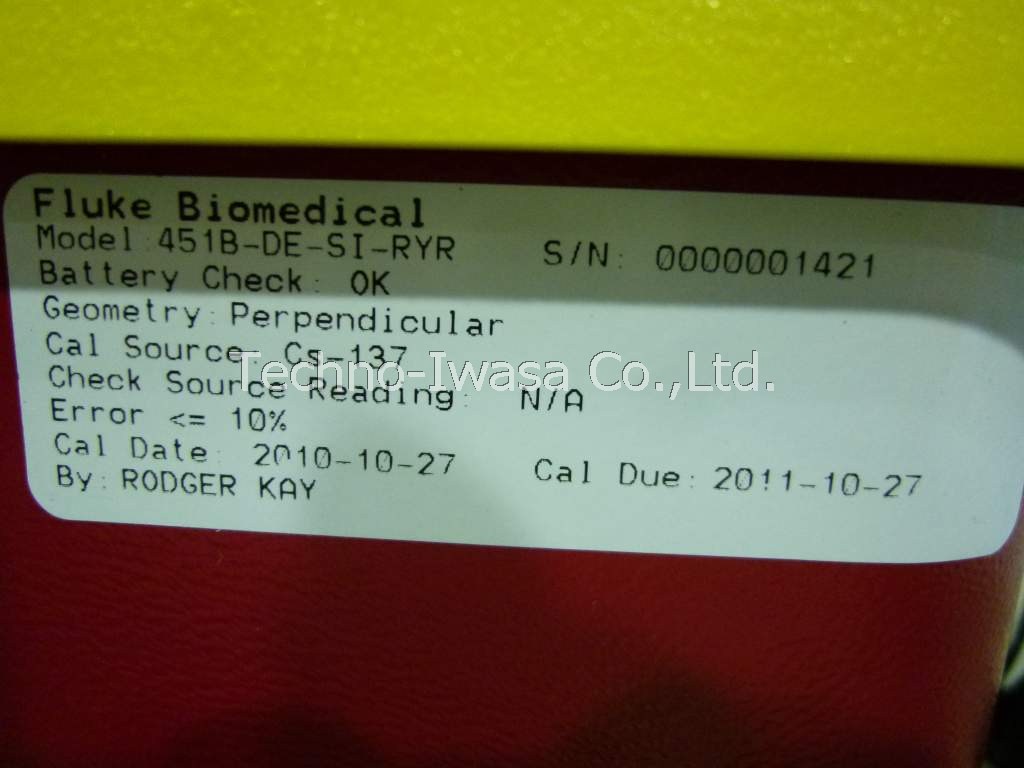 Fluke Biomedical
Model:451B-DE-SI-RYR S/N: 0000001421
Battery Check: OK
Geometry:Perpendicular
Cal Source: Cs-137
Techno-Iwasa Co.,Ltd.
Check Source Reading: N/A
Error <= 10%
Cal Date: 2010-10-27 Cal Due: 2011-10-27
By: RODGER KAY